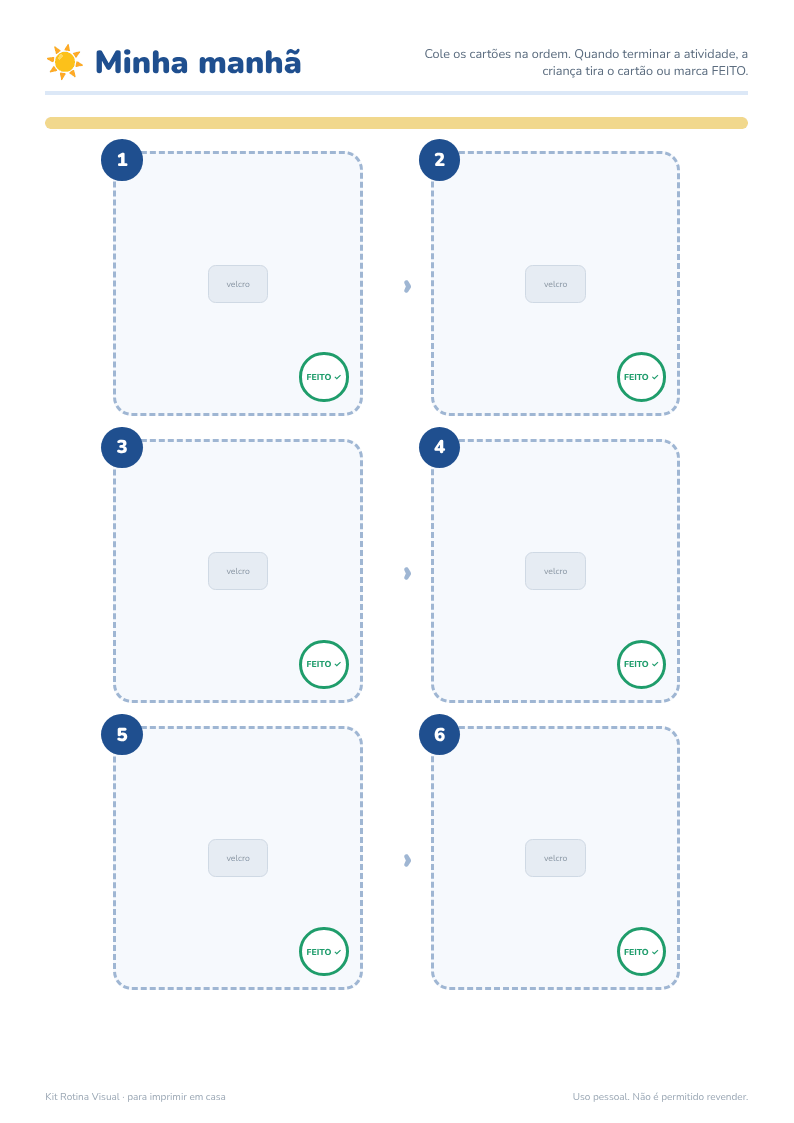 Minha manhã
Cole os cartões na ordem. Quando terminar a atividade, a
criança tira o cartão ou marca FEITO.
1
2
velcro
velcro
FEITO ✓
FEITO ✓
3
4
velcro
velcro
FEITO ✓
FEITO ✓
5
6
velcro
velcro
FEITO ✓
FEITO ✓
Kit Rotina Visual · para imprimir em casa
Uso pessoal. Não é permitido revender.